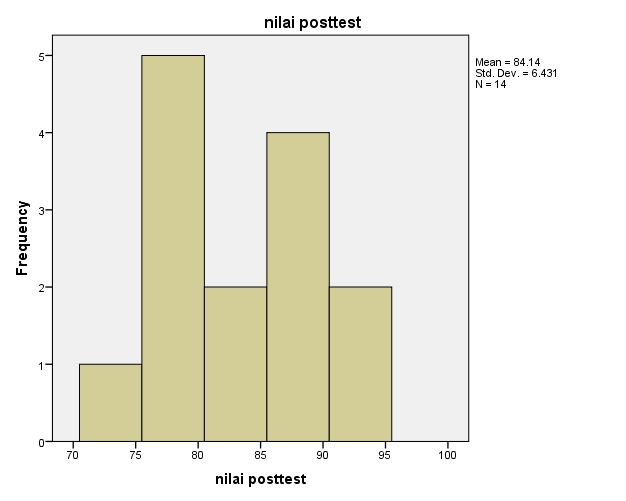 nilai posttest
Mean = 84.14
Std. Dev. = 6.431
N = 14
Frequency
5
4
3
2
1
0
70 75 80 85 90 95 100
nilai posttest